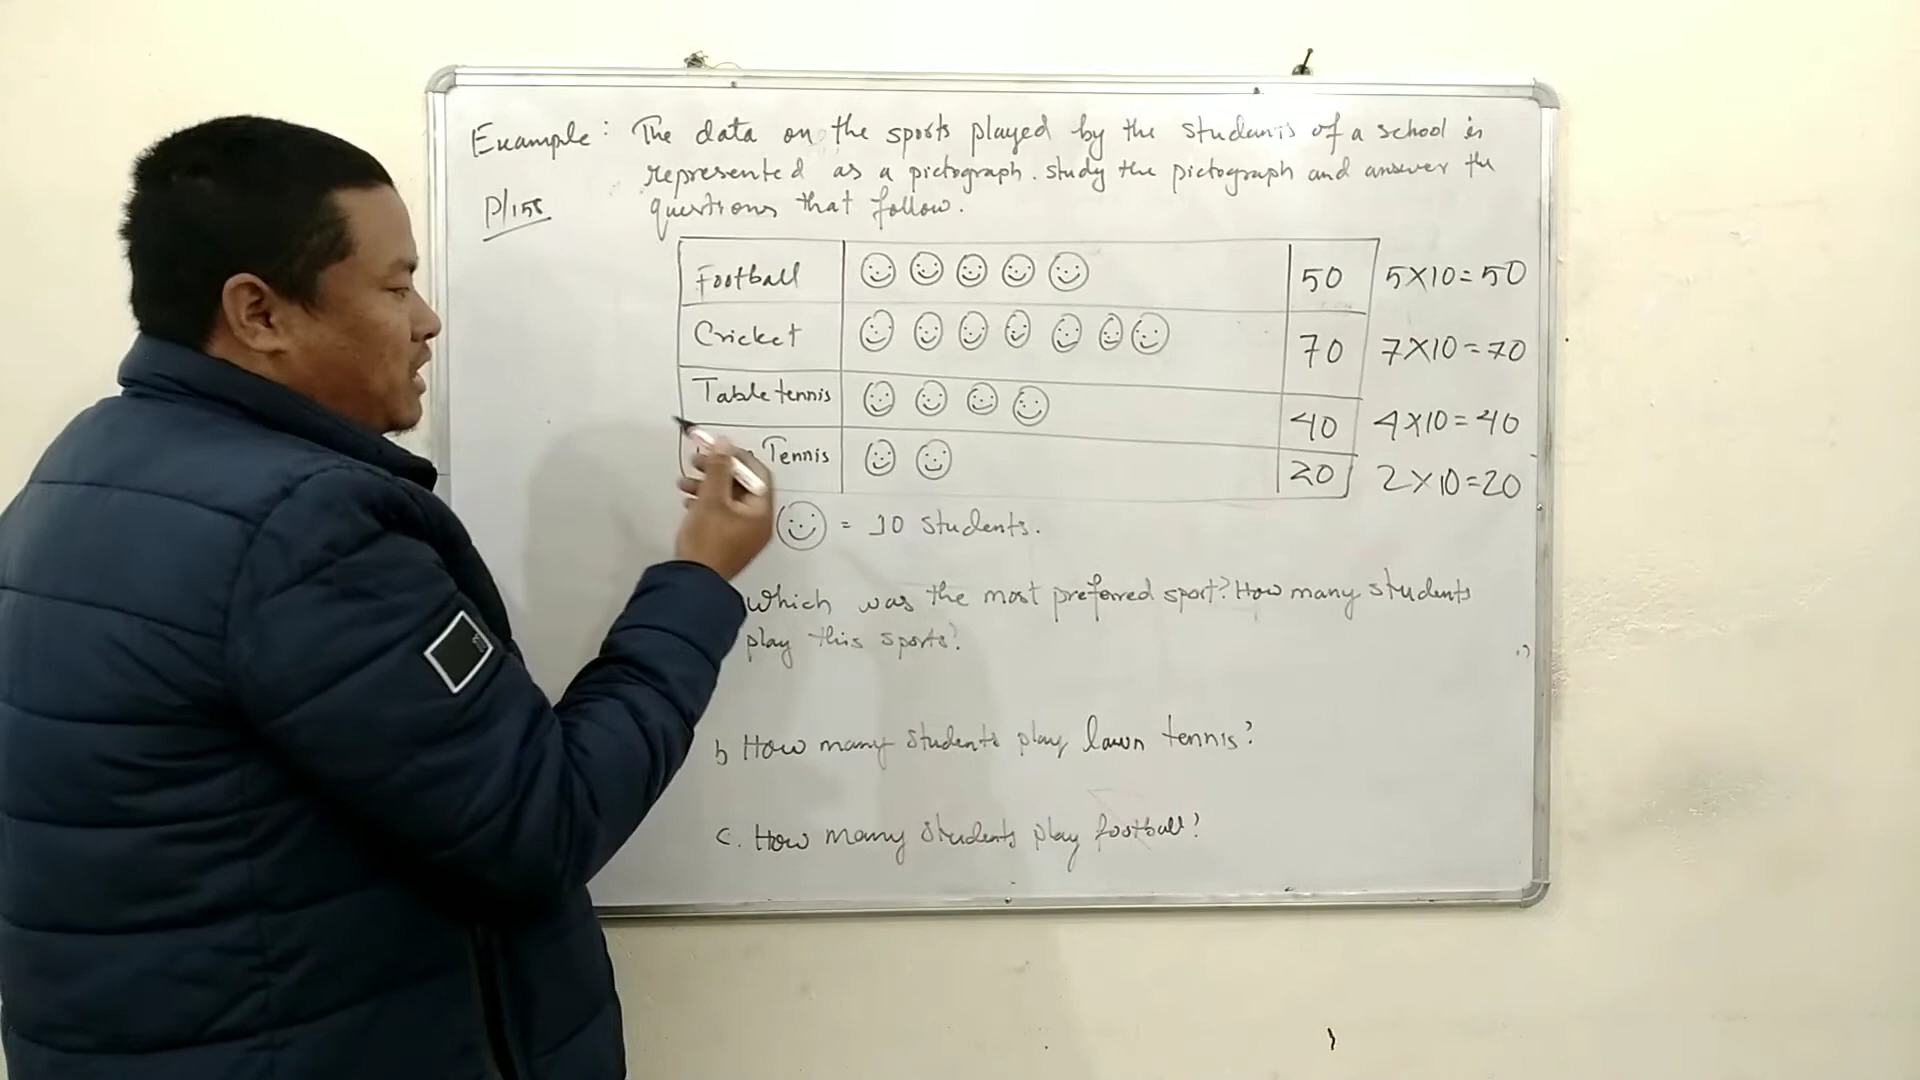 Example: The data on the sports played by the students of a school is
represented as a pictograph. study the pictograph and answer the
P/155 questions that follow.
Football 50 5×10=50
Cricket 70 7×10=70
Table tennis 40 4×10=40
Tennis 20 2×10=20
= 10 students.
which was the most preferred sport? How many students
play this sports?
b How many students play lawn tennis?
c. How many students play football?